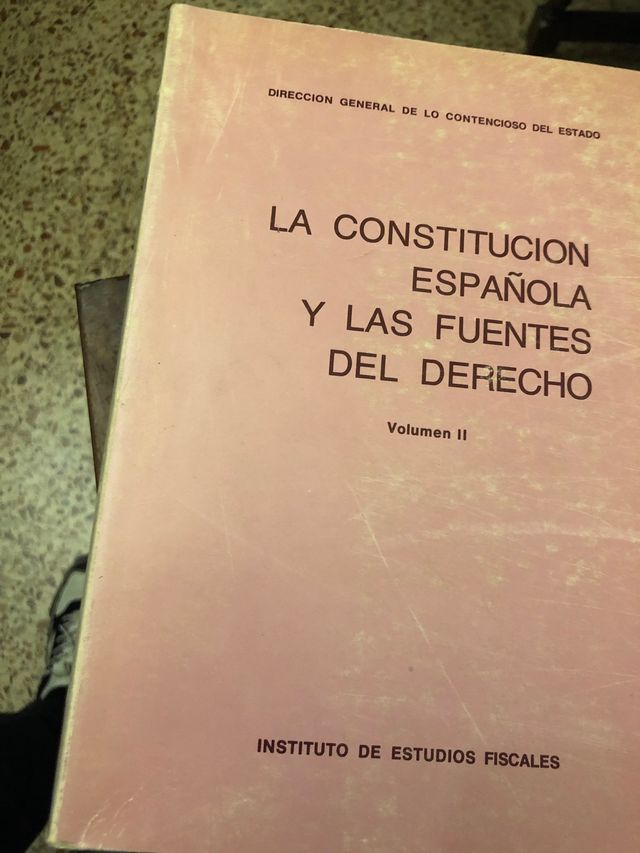 DIRECCION GENERAL DE LO CONTENCIOSO DEL ESTADO
LA CONSTITUCION
ESPAÑOLA
Y LAS FUENTES
DEL DERECHO
Volumen II
INSTITUTO DE ESTUDIOS FISCALES